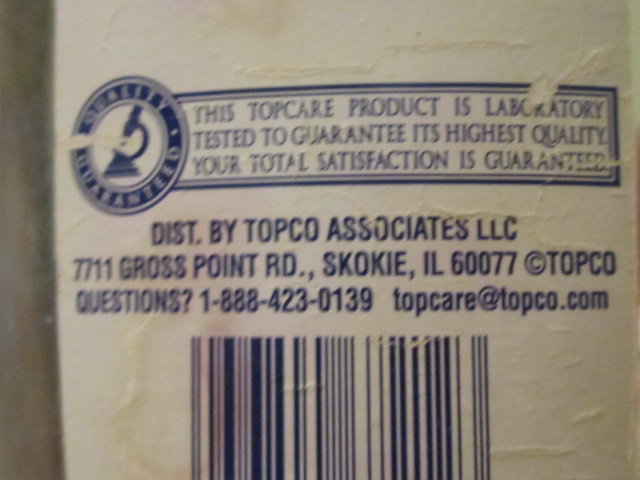 QUALITY GUARANTEED
THIS TOPCARE PRODUCT IS LABORATORY
TESTED TO GUARANTEE ITS HIGHEST QUALITY.
YOUR TOTAL SATISFACTION IS GUARANTEED.
DIST. BY TOPCO ASSOCIATES LLC
7711 GROSS POINT RD., SKOKIE, IL 60077 ©TOPCO
QUESTIONS? 1-888-423-0139 topcare@topco.com